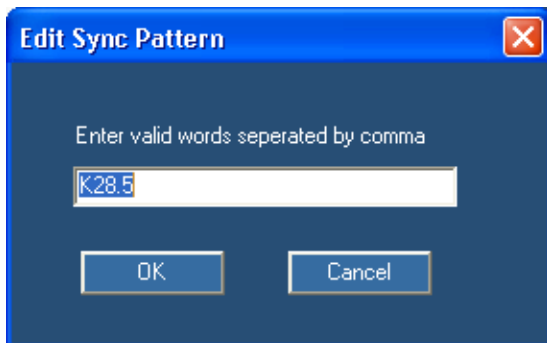 Edit Sync Pattern
Enter valid words seperated by comma
K28.5
OK Cancel